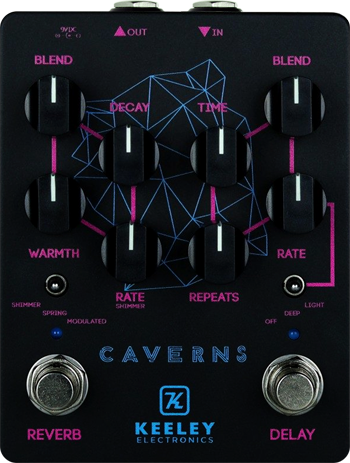 9VDC
OUT
IN
BLEND
BLEND
DECAY
TIME
WARMTH
RATE
SHIMMER
REPEATS
RATE
SHIMMER
SPRING
MODULATED
LIGHT
DEEP
OFF
CAVERNS
REVERB
KEELEY
ELECTRONICS
DELAY